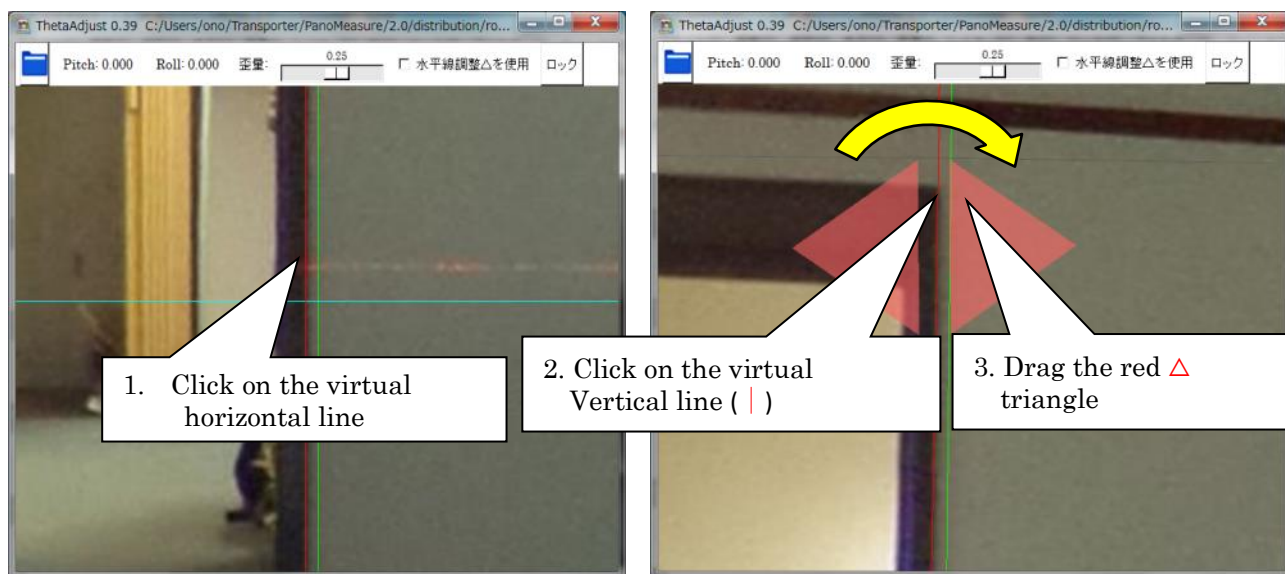 ThetaAdjust 0.39 C:/Users/ono/Transporter/PanoMeasure/2.0/distribution/ro...
Pitch: 0.000 Roll: 0.000 歪量: 0.25 水平線調整△を使用 ロック
1. Click on the virtual
horizontal line
ThetaAdjust 0.39 C:/Users/ono/Transporter/PanoMeasure/2.0/distribution/ro...
Pitch: 0.000 Roll: 0.000 歪量: 0.25 水平線調整△を使用 ロック
2. Click on the virtual
Vertical line (｜)
3. Drag the red △
triangle